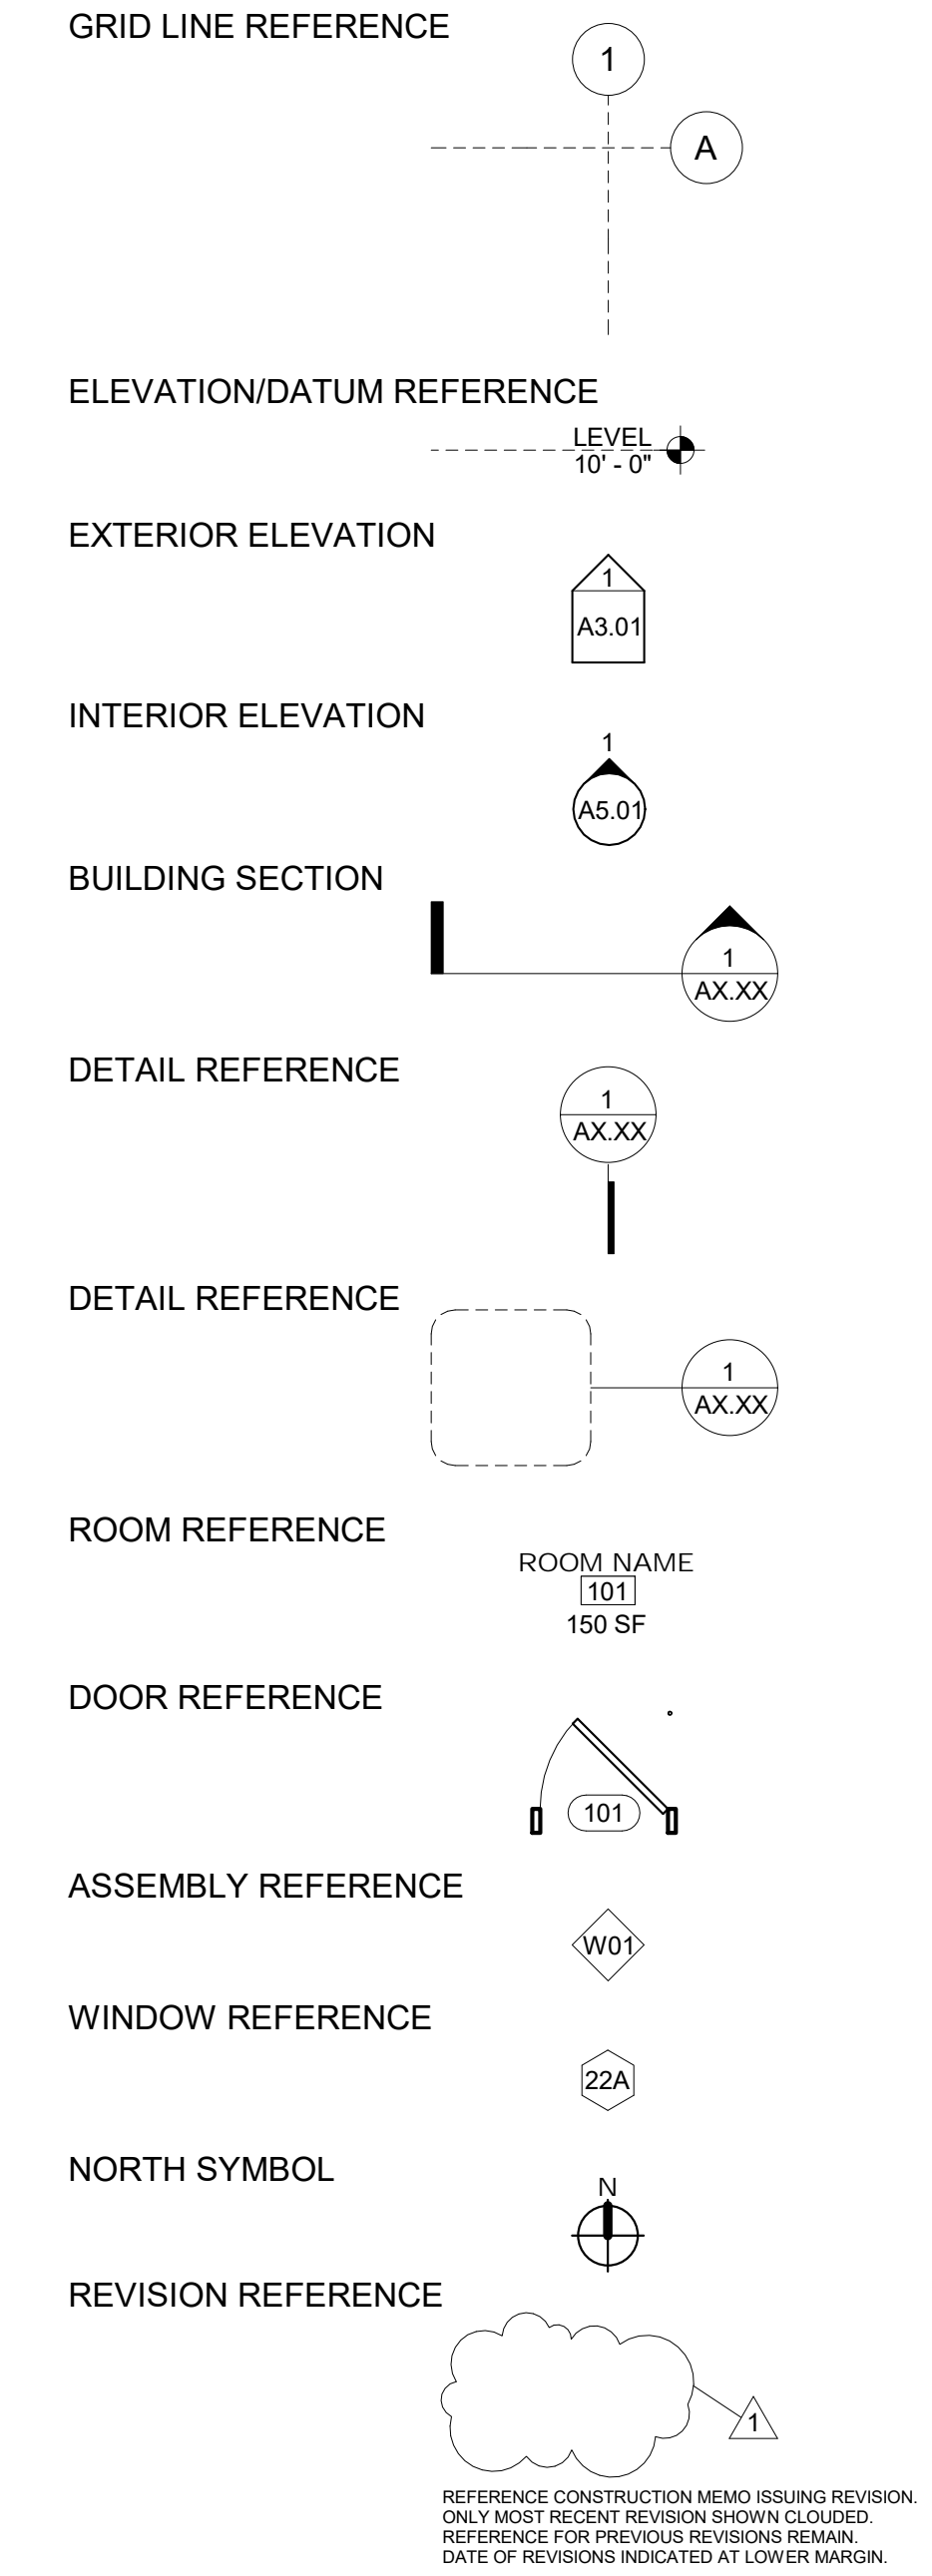 GRID LINE REFERENCE
1
A
ELEVATION/DATUM REFERENCE
LEVEL
10' - 0"
EXTERIOR ELEVATION
1
A3.01
INTERIOR ELEVATION
1
A5.01
BUILDING SECTION
1
AX.XX
DETAIL REFERENCE
1
AX.XX
DETAIL REFERENCE
1
AX.XX
ROOM REFERENCE
ROOM NAME
101
150 SF
DOOR REFERENCE
101
ASSEMBLY REFERENCE
W01
WINDOW REFERENCE
22A
NORTH SYMBOL
N
REVISION REFERENCE
1
REFERENCE CONSTRUCTION MEMO ISSUING REVISION.
ONLY MOST RECENT REVISION SHOWN CLOUDED.
REFERENCE FOR PREVIOUS REVISIONS REMAIN.
DATE OF REVISIONS INDICATED AT LOWER MARGIN.